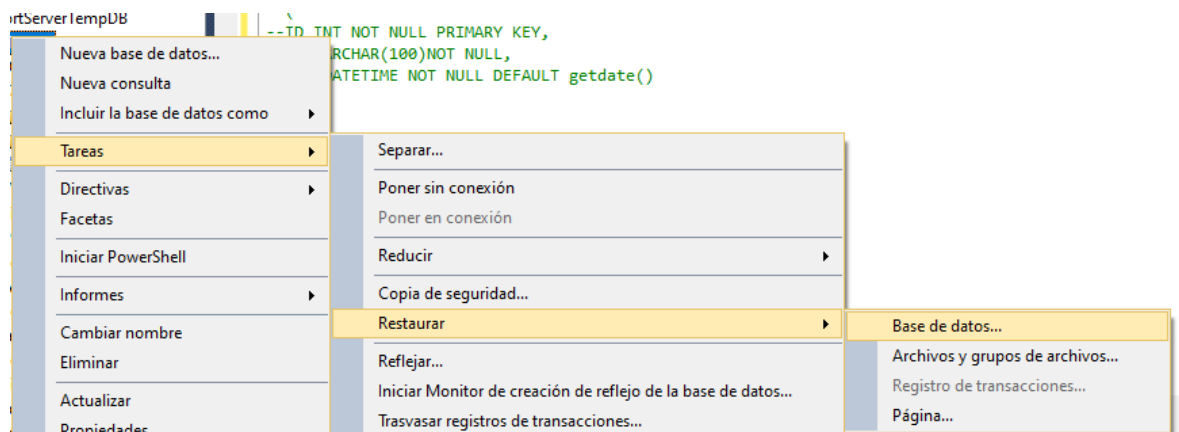 rtServerTempDB
--ID INT NOT NULL PRIMARY KEY,
RCHAR(100)NOT NULL,
ATETIME NOT NULL DEFAULT getdate()
Nueva base de datos...
Nueva consulta
Incluir la base de datos como
Tareas
Directivas
Facetas
Iniciar PowerShell
Informes
Cambiar nombre
Eliminar
Actualizar
Propiedades
Separar...
Poner sin conexión
Poner en conexión
Reducir
Copia de seguridad...
Restaurar
Reflejar...
Iniciar Monitor de creación de reflejo de la base de datos...
Trasvasar registros de transacciones...
Base de datos...
Archivos y grupos de archivos...
Registro de transacciones...
Página...